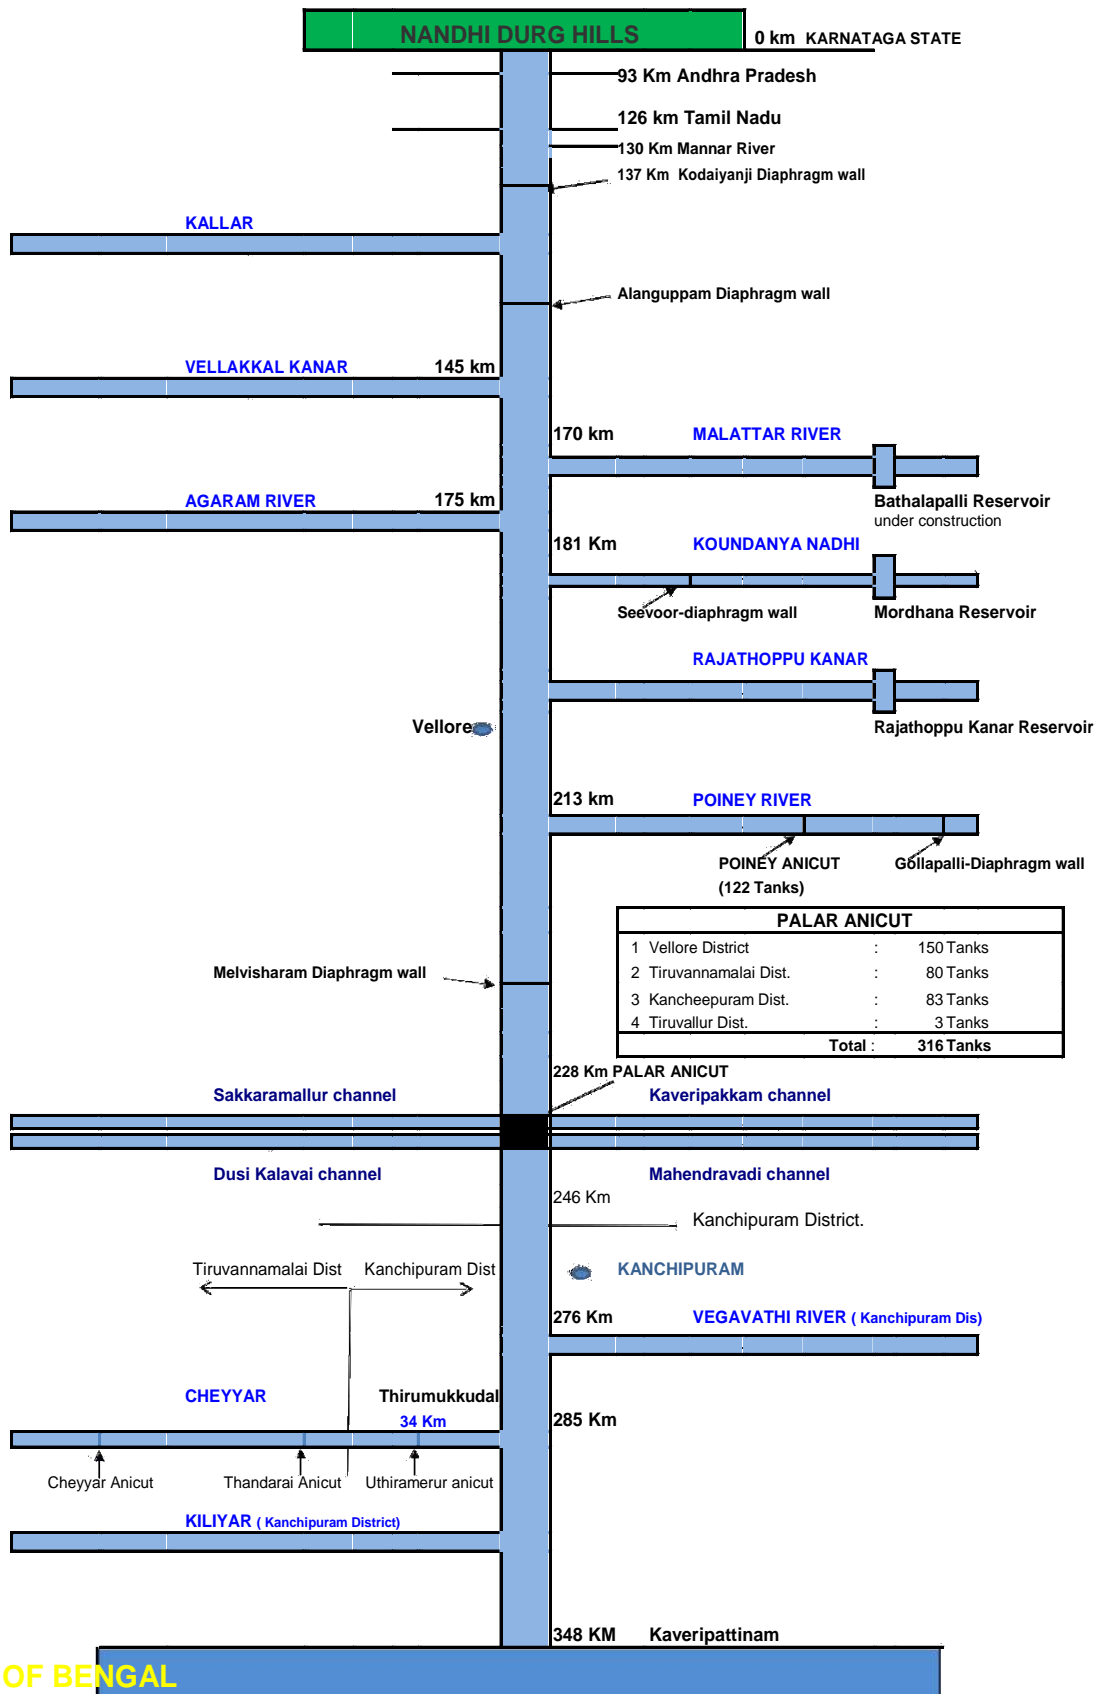 NANDHI DURG HILLS
0 km KARNATAGA STATE
93 Km Andhra Pradesh
126 km Tamil Nadu
130 Km Mannar River
137 Km Kodaiyanji Diaphragm wall
KALLAR
Alanguppam Diaphragm wall
VELLAKKAL KANAR 145 km
170 km MALATTAR RIVER
AGARAM RIVER 175 km
Bathalapalli Reservoir
under construction
181 Km KOUNDANYA NADHI
Seevoor-diaphragm wall
Mordhana Reservoir
RAJATHOPPU KANAR
Vellore
Rajathoppu Kanar Reservoir
213 km POINEY RIVER
POINEY ANICUT
(122 Tanks)
Gollapalli-Diaphragm wall
PALAR ANICUT
1 Vellore District : 150 Tanks
2 Tiruvannamalai Dist. : 80 Tanks
3 Kancheepuram Dist. : 83 Tanks
4 Tiruvallur Dist. : 3 Tanks
Total : 316 Tanks
Melvisharam Diaphragm wall
228 Km PALAR ANICUT
Sakkaramallur channel
Kaveripakkam channel
Dusi Kalavai channel
Mahendravadi channel
246 Km
Kanchipuram District.
Tiruvannamalai Dist
Kanchipuram Dist
KANCHIPURAM
276 Km VEGAVATHI RIVER ( Kanchipuram Dis)
CHEYYAR
Thirumukkudal
34 Km
285 Km
Cheyyar Anicut
Thandarai Anicut
Uthiramerur anicut
KILIYAR ( Kanchipuram District)
348 KM Kaveripattinam
OF BENGAL